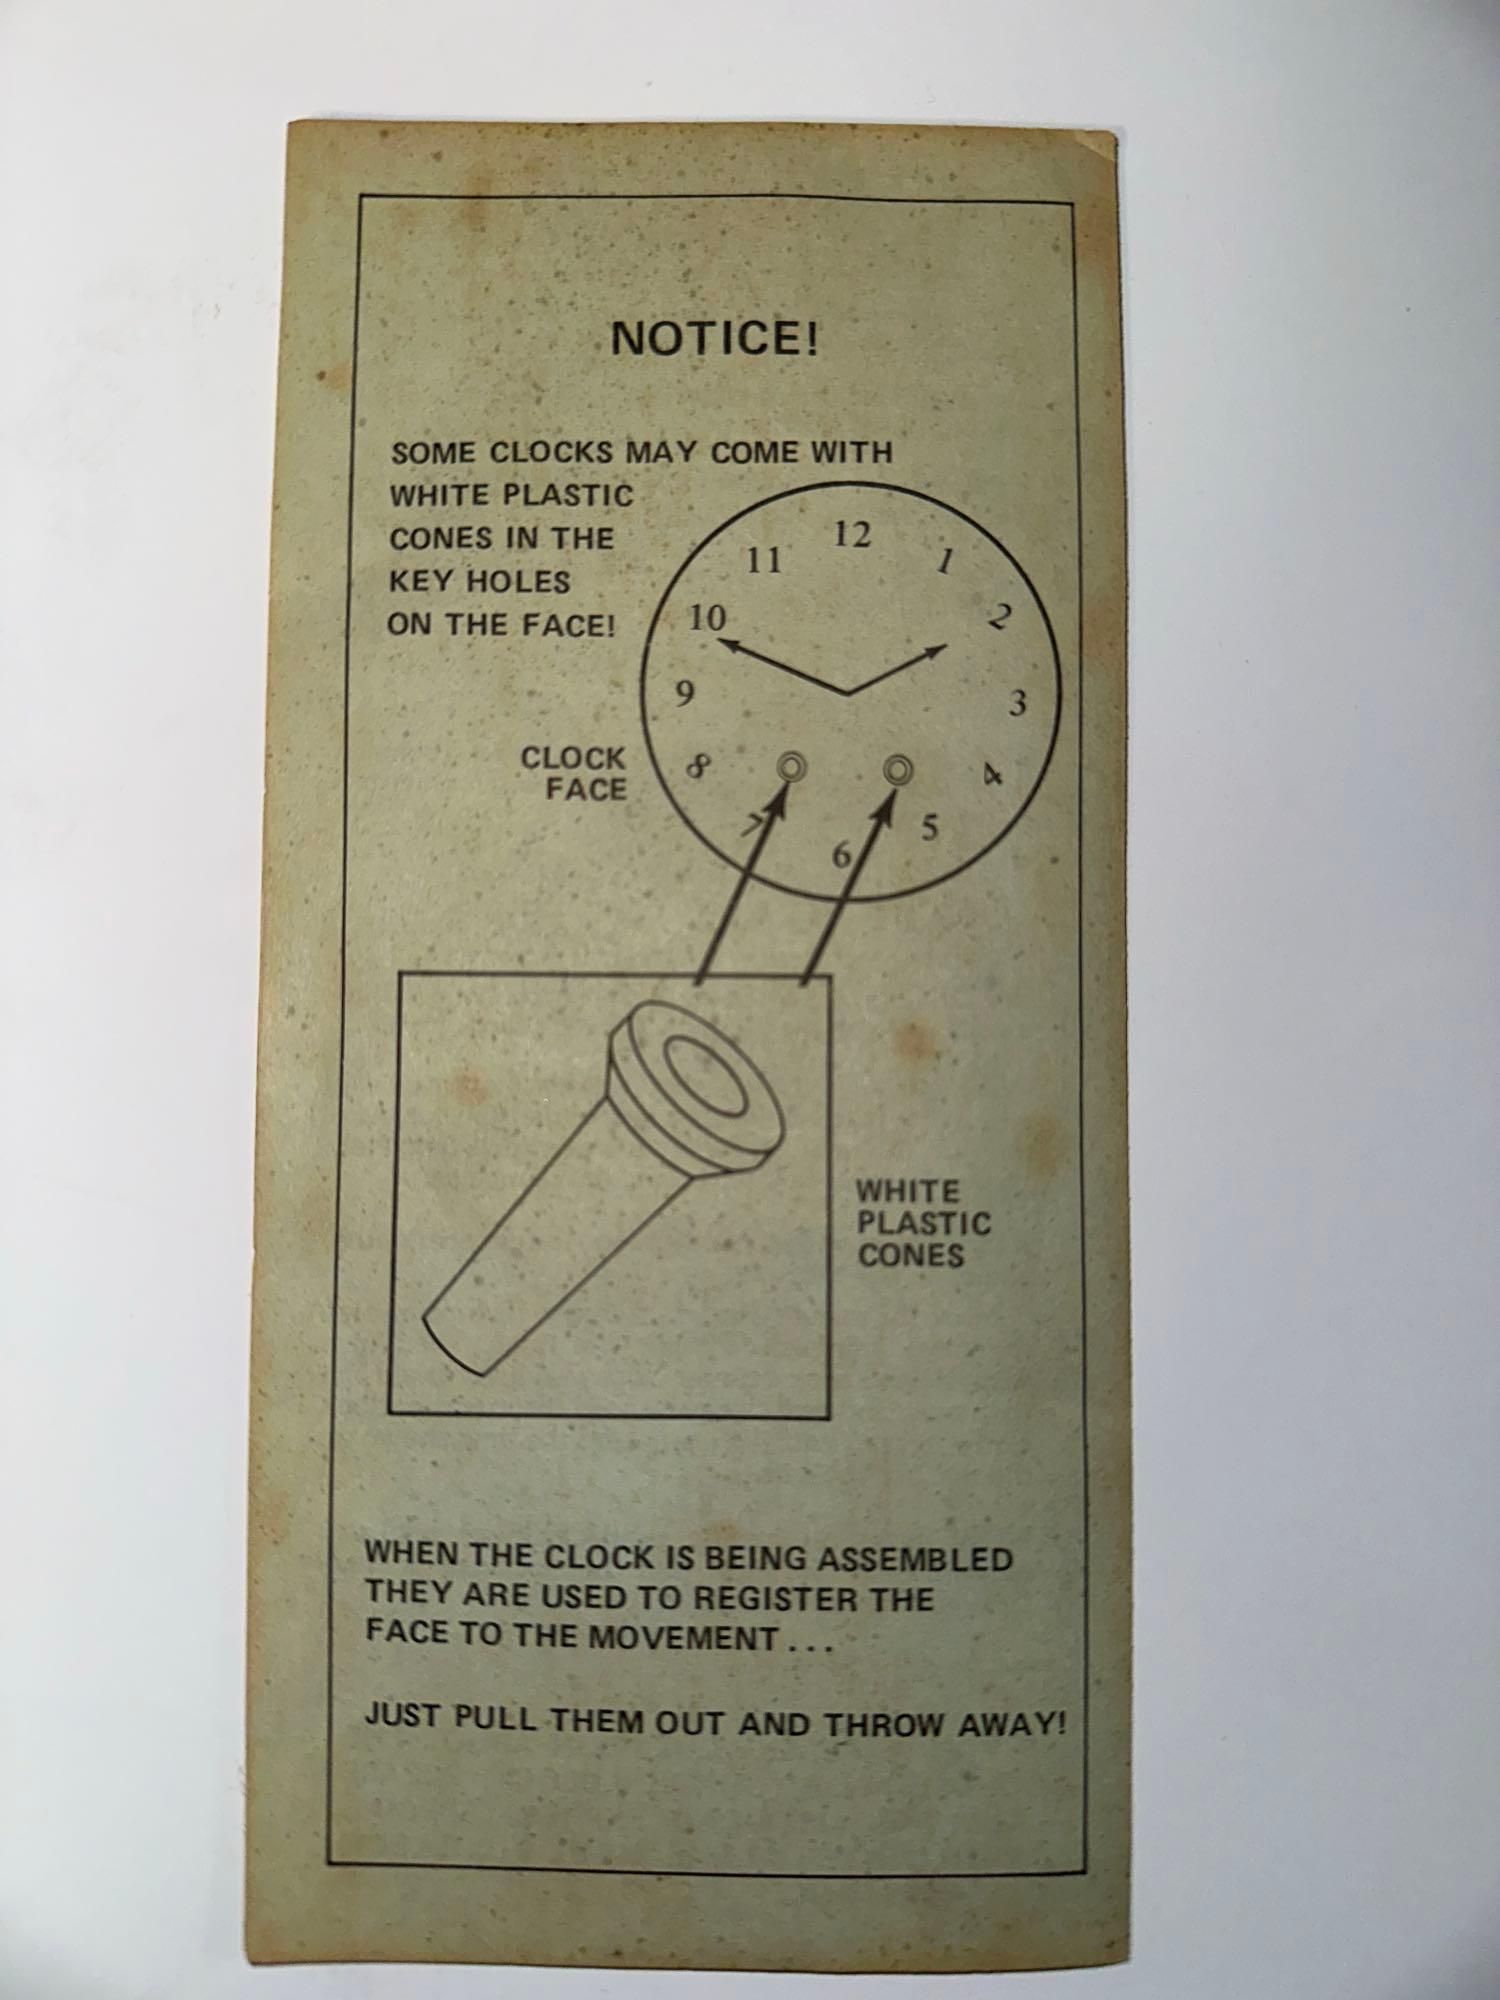 NOTICE!
SOME CLOCKS MAY COME WITH
WHITE PLASTIC
CONES IN THE
KEY HOLES
ON THE FACE!
12
11
1
10
2
9
3
CLOCK
FACE
8
4
7
5
6
WHITE
PLASTIC
CONES
WHEN THE CLOCK IS BEING ASSEMBLED
THEY ARE USED TO REGISTER THE
FACE TO THE MOVEMENT...
JUST PULL THEM OUT AND THROW AWAY!